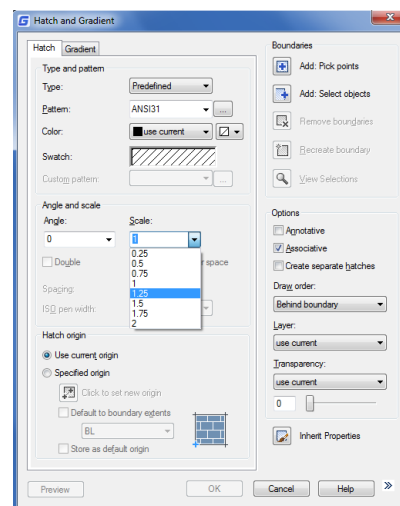 Hatch and Gradient
Hatch Gradient
Type and pattern
Type: Predefined
Pattern: ANSI31 ...
Color: use current
Swatch:
Custom pattern: ...
Angle and scale
Angle: Scale:
0 1
0.25
Double 0.5 r space
0.75
Spacing: 1
1.25
ISO pen width: 1.5
1.75
2
Hatch origin
Use current origin
Specified origin
Click to set new origin
Default to boundary extents
BL
Store as default origin
Boundaries
Add: Pick points
Add: Select objects
Remove boundaries
Recreate boundary
View Selections
Options
Annotative
Associative
Create separate hatches
Draw order:
Behind boundary
Layer:
use current
Transparency:
use current
0
Inherit Properties
Preview OK Cancel Help »